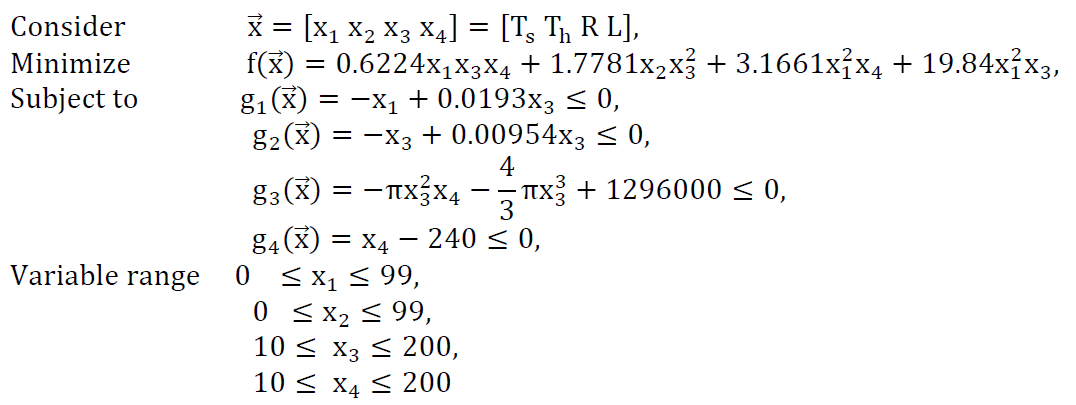 Consider x⃗ = [x₁ x₂ x₃ x₄] = [Tₛ Tₕ R L],
Minimize f(x⃗) = 0.6224x₁x₃x₄ + 1.7781x₂x₃² + 3.1661x₁²x₄ + 19.84x₁²x₃,
Subject to g₁(x⃗) = −x₁ + 0.0193x₃ ≤ 0,
g₂(x⃗) = −x₃ + 0.00954x₃ ≤ 0,
g₃(x⃗) = −πx₃²x₄ − 4/3 πx₃³ + 1296000 ≤ 0,
g₄(x⃗) = x₄ − 240 ≤ 0,
Variable range 0 ≤ x₁ ≤ 99,
0 ≤ x₂ ≤ 99,
10 ≤ x₃ ≤ 200,
10 ≤ x₄ ≤ 200